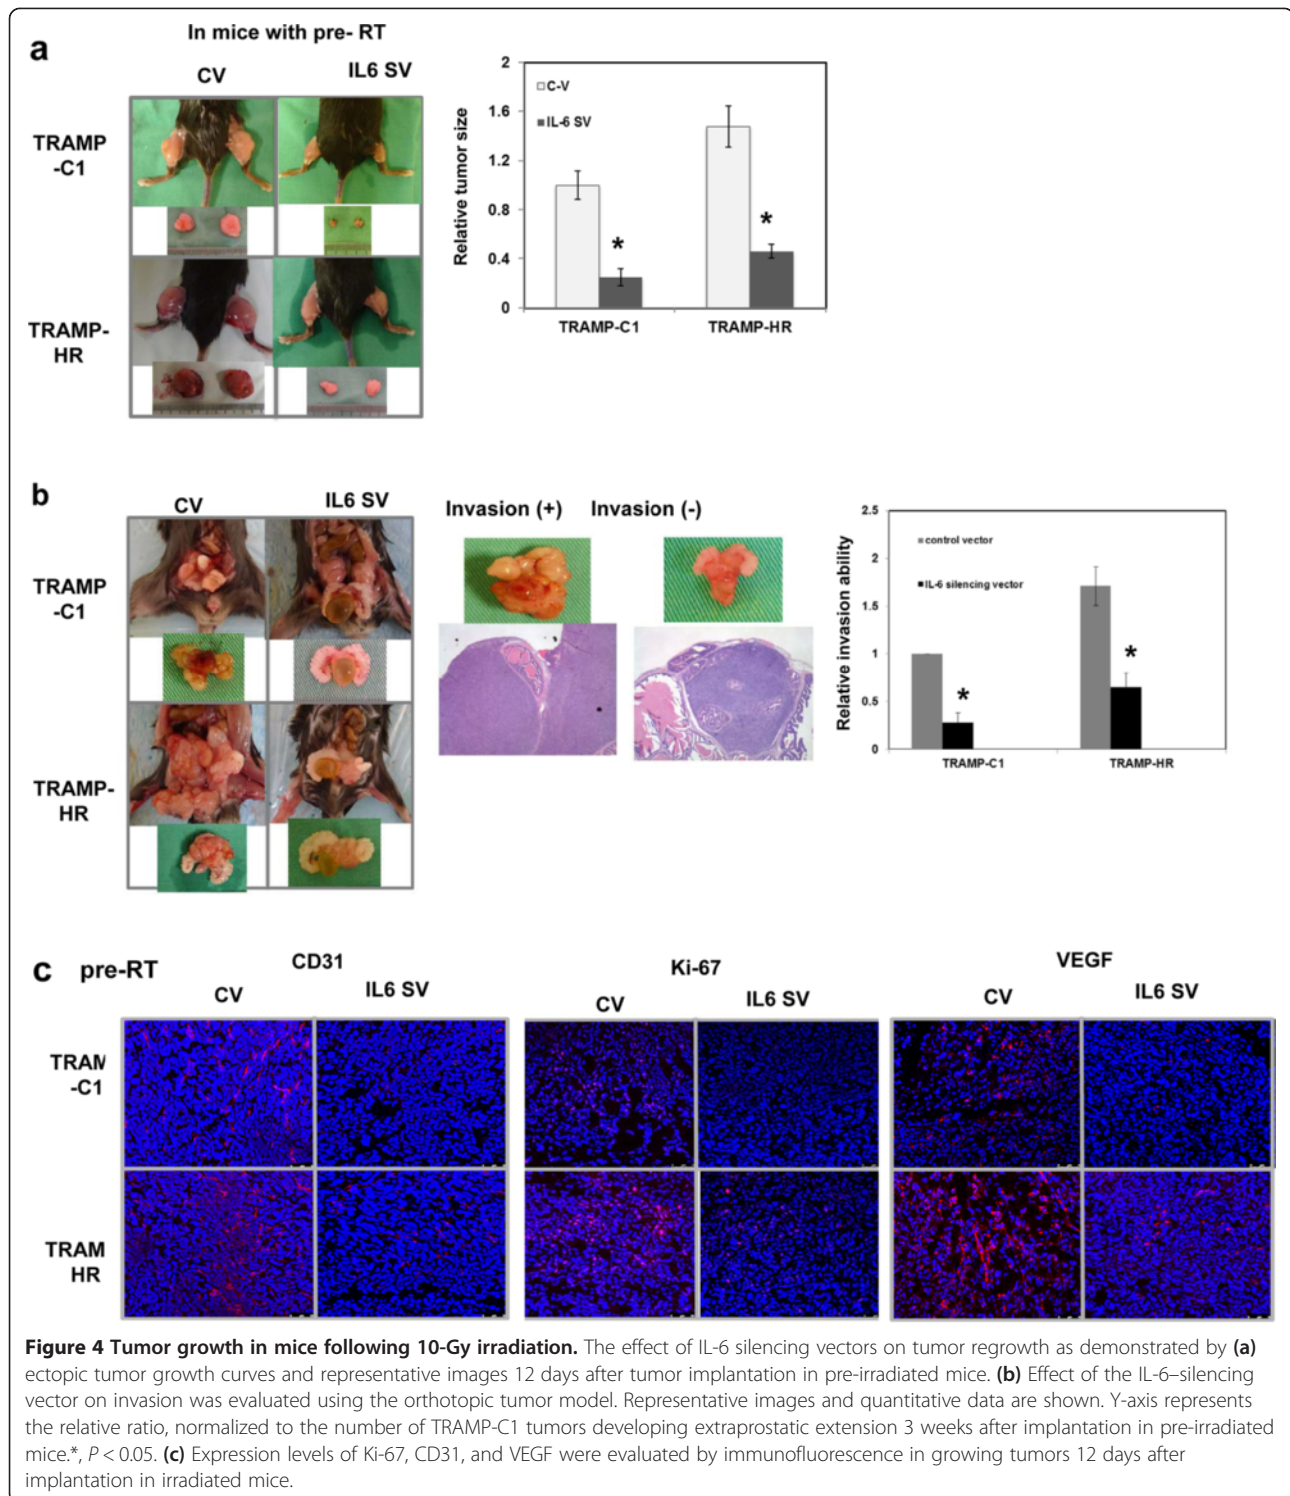 a
In mice with pre- RT
CV
IL6 SV
TRAMP
-C1
TRAMP-
HR
2
1.6
1.2
0.8
0.4
0
Relative tumor size
C-V
IL-6 SV
*
*
TRAMP-C1
TRAMP-HR
b
CV
IL6 SV
TRAMP
-C1
TRAMP-
HR
Invasion (+)
Invasion (-)
2.5
2
1.5
1
0.5
0
Relative invasion ability
control vector
IL-6 silencing vector
*
*
TRAMP-C1
TRAMP-HR
c
pre-RT
CD31
CV
IL6 SV
Ki-67
CV
IL6 SV
VEGF
CV
IL6 SV
TRAM
-C1
TRAM
HR
Figure 4 Tumor growth in mice following 10-Gy irradiation. The effect of IL-6 silencing vectors on tumor regrowth as demonstrated by (a)
ectopic tumor growth curves and representative images 12 days after tumor implantation in pre-irradiated mice. (b) Effect of the IL-6–silencing
vector on invasion was evaluated using the orthotopic tumor model. Representative images and quantitative data are shown. Y-axis represents
the relative ratio, normalized to the number of TRAMP-C1 tumors developing extraprostatic extension 3 weeks after implantation in pre-irradiated
mice.*, P < 0.05. (c) Expression levels of Ki-67, CD31, and VEGF were evaluated by immunofluorescence in growing tumors 12 days after
implantation in irradiated mice.